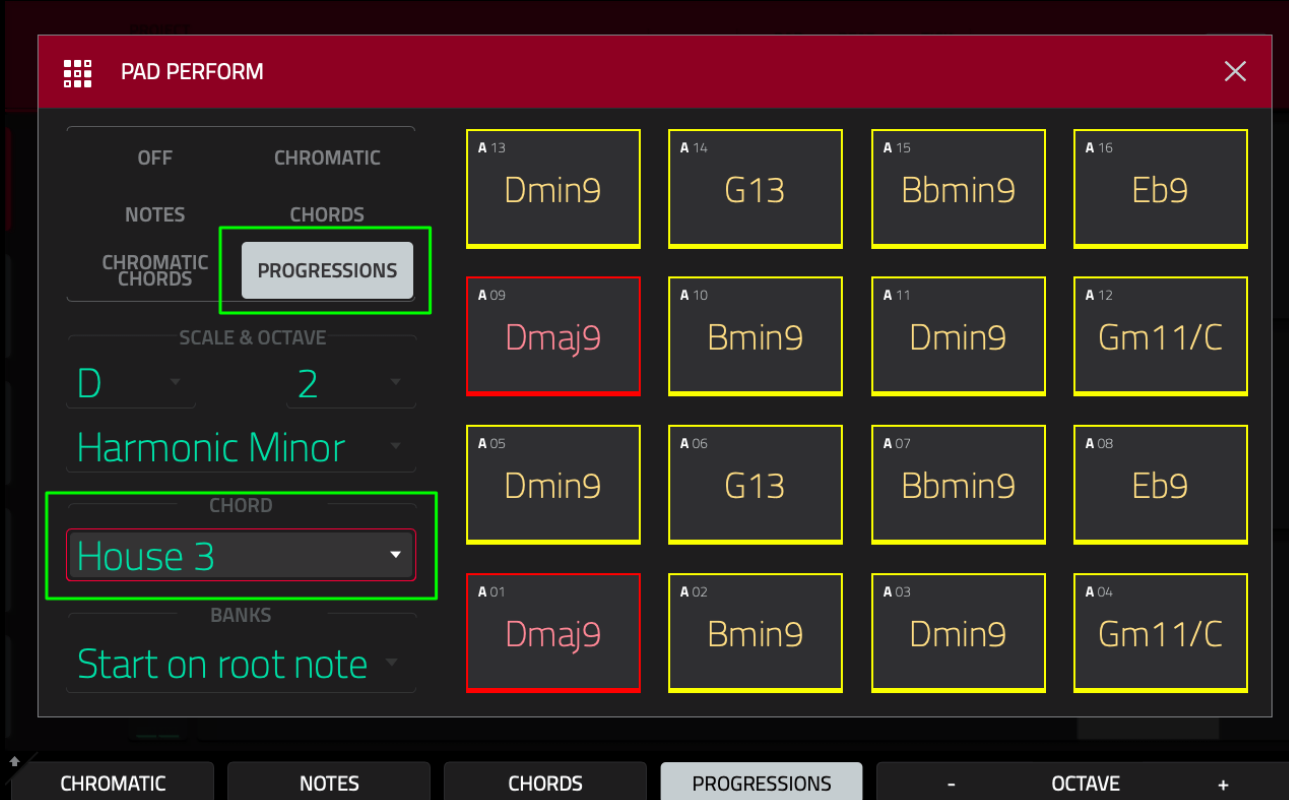 PAD PERFORM
OFF
CHROMATIC
NOTES
CHORDS
CHROMATIC
CHORDS
PROGRESSIONS
SCALE & OCTAVE
D
2
Harmonic Minor
CHORD
House 3
BANKS
Start on root note
A 13
Dmin9
A 14
G13
A 15
Bbmin9
A 16
Eb9
A 09
Dmaj9
A 10
Bmin9
A 11
Dmin9
A 12
Gm11/C
A 05
Dmin9
A 06
G13
A 07
Bbmin9
A 08
Eb9
A 01
Dmaj9
A 02
Bmin9
A 03
Dmin9
A 04
Gm11/C
CHROMATIC
NOTES
CHORDS
PROGRESSIONS
- OCTAVE +